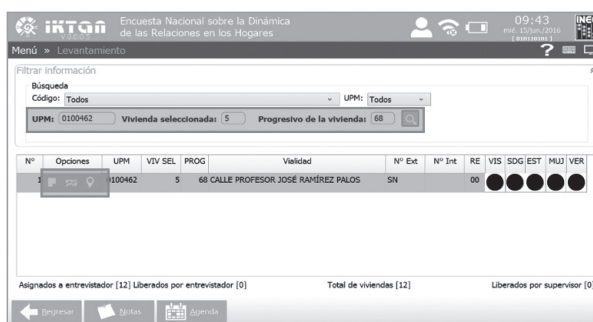 iKTan
Encuesta Nacional sobre la Dinámica
de las Relaciones en los Hogares
09:43
mié. 15/Jun./2016
INEG
Menú » Levantamiento
?
Filtrar información
Búsqueda
Código: Todos UPM: Todos
UPM: 0100462 Vivienda seleccionada: 5 Progresivo de la vivienda: 68
N° Opciones UPM VIV SEL PROG Vialidad N° Ext N° Int RE VIS SDG EST MUJ VER
1 0100462 5 68 CALLE PROFESOR JOSÉ RAMÍREZ PALOS SN 00
Asignados a entrevistador [12] Liberados por entrevistador [0] Total de viviendas [12] Liberados por supervisor [0
Regresar Notas Agenda